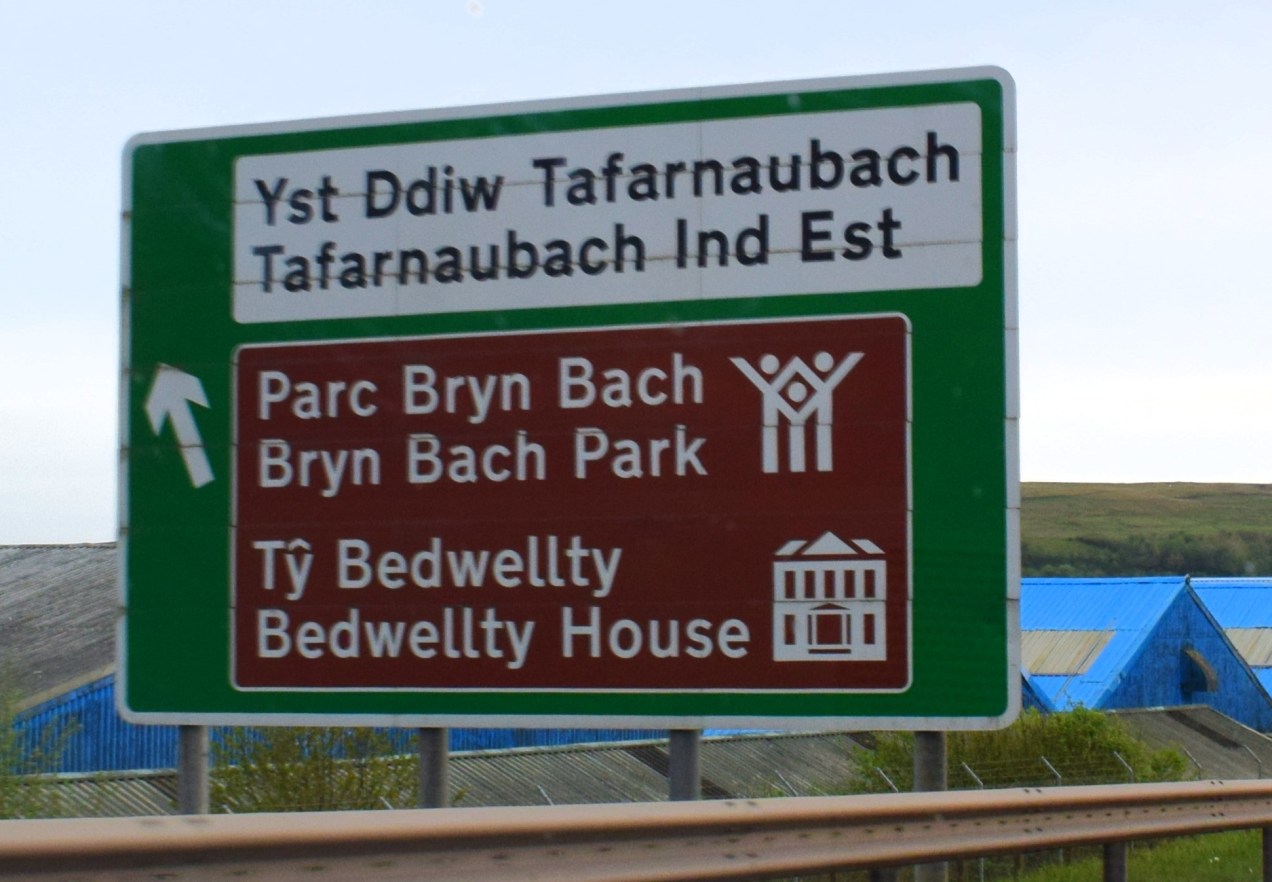 Yst Ddiw Tafarnaubach
Tafarnaubach Ind Est
Parc Bryn Bach
Bryn Bach Park
Tŷ Bedwellty
Bedwellty House